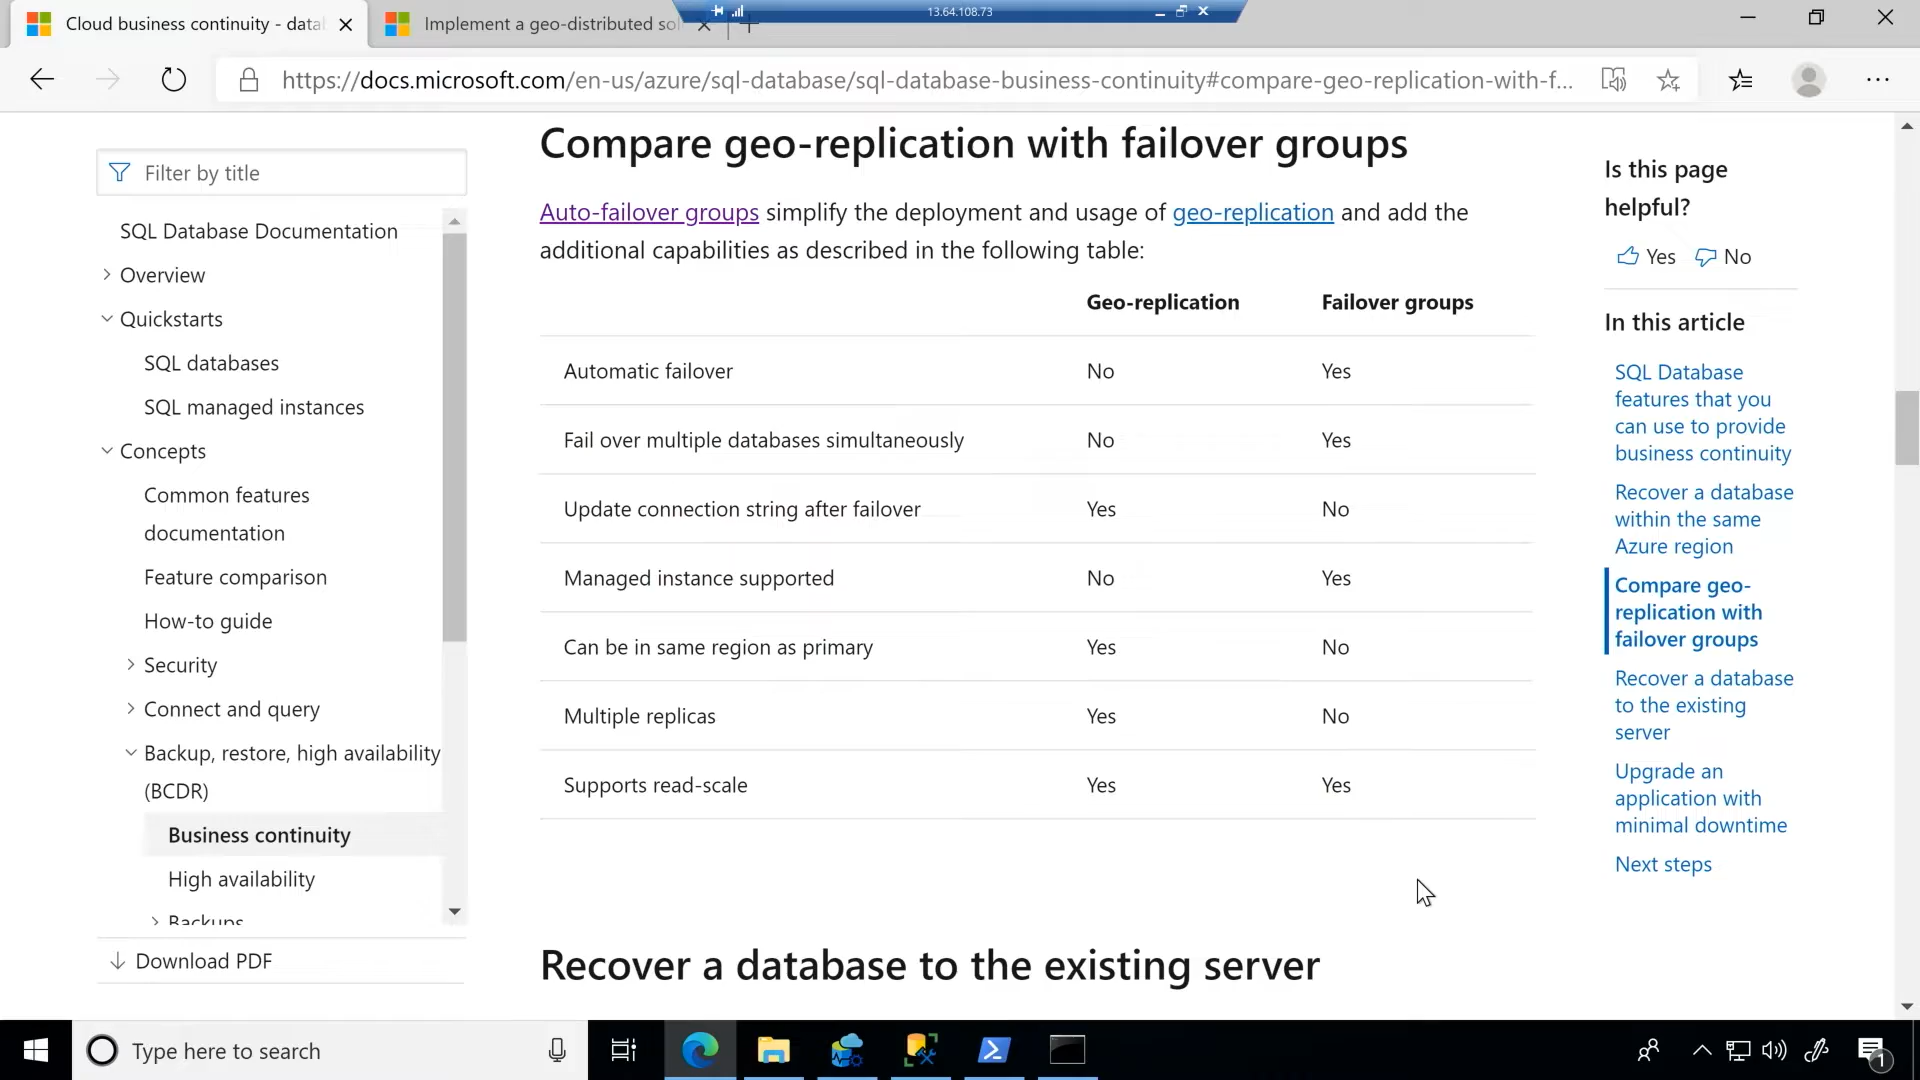 Cloud business continuity - data
Implement a geo-distributed so
13.64.108.73
https://docs.microsoft.com/en-us/azure/sql-database/sql-database-business-continuity#compare-geo-replication-with-f...
Filter by title
SQL Database Documentation
Overview
Quickstarts
SQL databases
SQL managed instances
Concepts
Common features
documentation
Feature comparison
How-to guide
Security
Connect and query
Backup, restore, high availability
(BCDR)
Business continuity
High availability
Backups
Download PDF
Compare geo-replication with failover groups
Auto-failover groups simplify the deployment and usage of geo-replication and add the
additional capabilities as described in the following table:
Geo-replication Failover groups
Automatic failover No Yes
Fail over multiple databases simultaneously No Yes
Update connection string after failover Yes No
Managed instance supported No Yes
Can be in same region as primary Yes No
Multiple replicas Yes No
Supports read-scale Yes Yes
Recover a database to the existing server
Is this page
helpful?
Yes No
In this article
SQL Database
features that you
can use to provide
business continuity
Recover a database
within the same
Azure region
Compare geo-
replication with
failover groups
Recover a database
to the existing
server
Upgrade an
application with
minimal downtime
Next steps
Type here to search
1